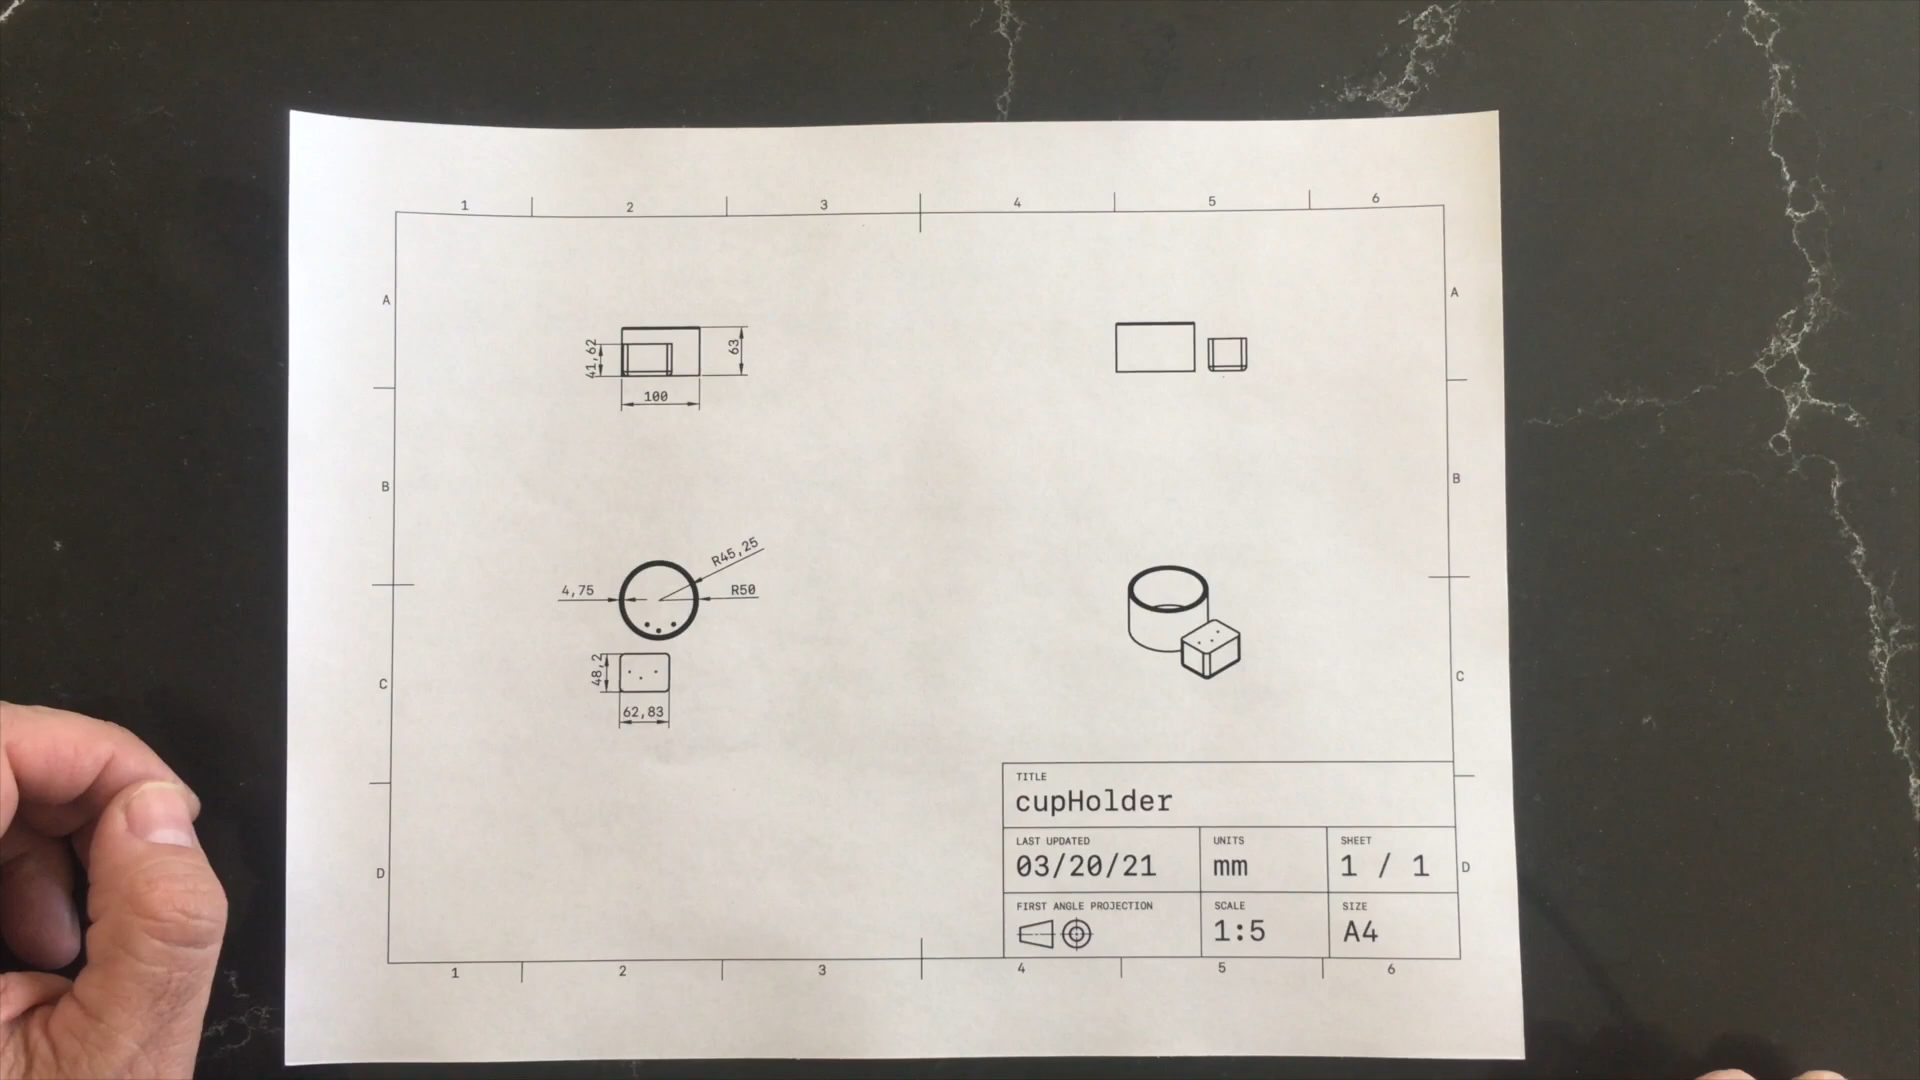 1 2 3 4 5 6
A A
41,62
63
100
B B
R45,25
4,75
R50
C C
48,2
62,83
TITLE
cupHolder
LAST UPDATED UNITS SHEET
03/20/21 mm 1 / 1
D D
FIRST ANGLE PROJECTION SCALE SIZE
1:5 A4
1 2 3 4 5 6